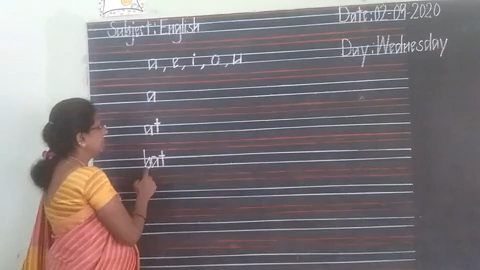 Subject: English
Date: 02-09-2020
Day: Wednesday
a, e, i, o, u
a
at
bat